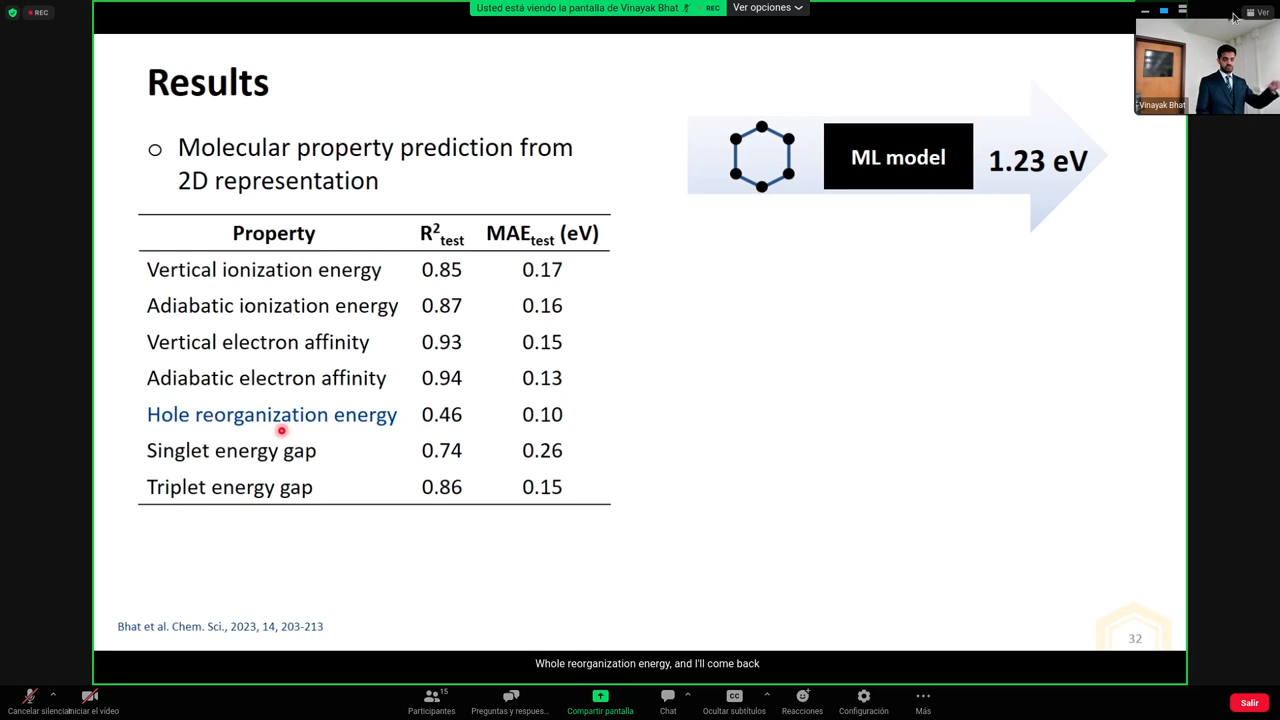 REC
Usted está viendo la pantalla de Vinayak Bhat
REC
Ver opciones
Ver
Vinayak Bhat
Results
Molecular property prediction from
2D representation
ML model
1.23 eV
Property R²test MAEtest (eV)
Vertical ionization energy 0.85 0.17
Adiabatic ionization energy 0.87 0.16
Vertical electron affinity 0.93 0.15
Adiabatic electron affinity 0.94 0.13
Hole reorganization energy 0.46 0.10
Singlet energy gap 0.74 0.26
Triplet energy gap 0.86 0.15
Bhat et al. Chem. Sci., 2023, 14, 203-213
32
Whole reorganization energy, and I'll come back
15
Cancelar silencia Iniciar el vídeo Participantes Preguntas y respues... Compartir pantalla Chat Ocultar subtítulos Reacciones Configuración Más Salir